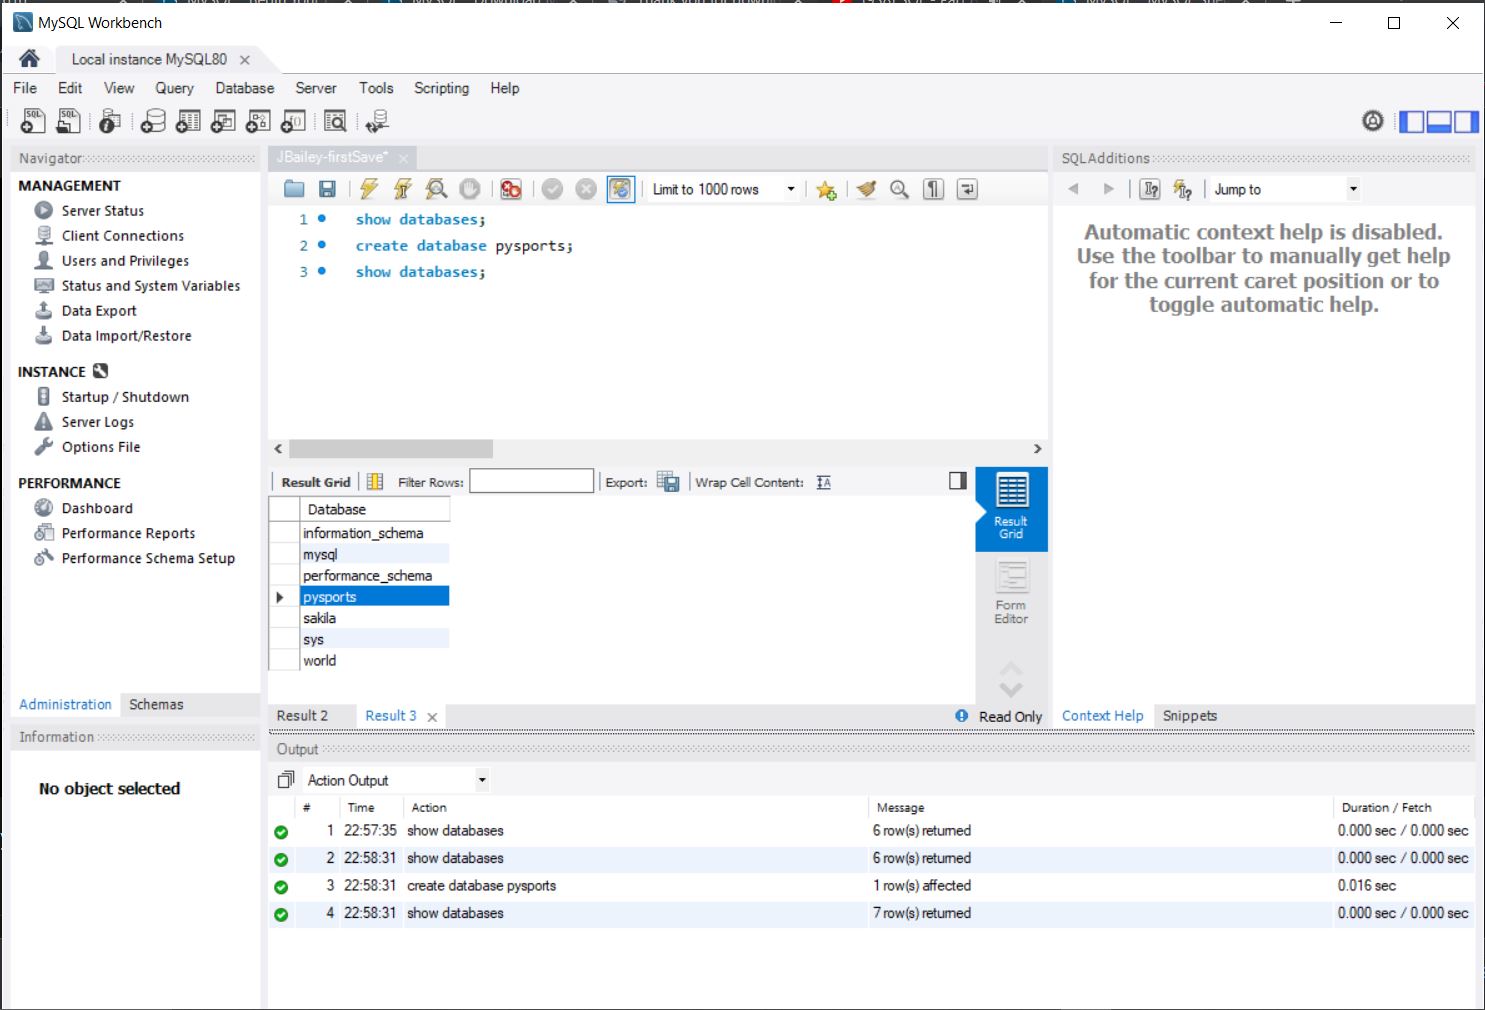 MySQL Workbench
Local instance MySQL80
File Edit View Query Database Server Tools Scripting Help
Navigator
MANAGEMENT
Server Status
Client Connections
Users and Privileges
Status and System Variables
Data Export
Data Import/Restore
INSTANCE
Startup / Shutdown
Server Logs
Options File
PERFORMANCE
Dashboard
Performance Reports
Performance Schema Setup
Administration Schemas
Information
No object selected
JBailey-firstSave*
Limit to 1000 rows
1 show databases;
2 create database pysports;
3 show databases;
Result Grid Filter Rows: Export: Wrap Cell Content:
Database
information_schema
mysql
performance_schema
pysports
sakila
sys
world
Result
Grid
Form
Editor
Result 2 Result 3 Read Only
SQLAdditions
Jump to
Automatic context help is disabled.
Use the toolbar to manually get help
for the current caret position or to
toggle automatic help.
Context Help Snippets
Output
Action Output
# Time Action Message Duration / Fetch
1 22:57:35 show databases 6 row(s) returned 0.000 sec / 0.000 sec
2 22:58:31 show databases 6 row(s) returned 0.000 sec / 0.000 sec
3 22:58:31 create database pysports 1 row(s) affected 0.016 sec
4 22:58:31 show databases 7 row(s) returned 0.000 sec / 0.000 sec